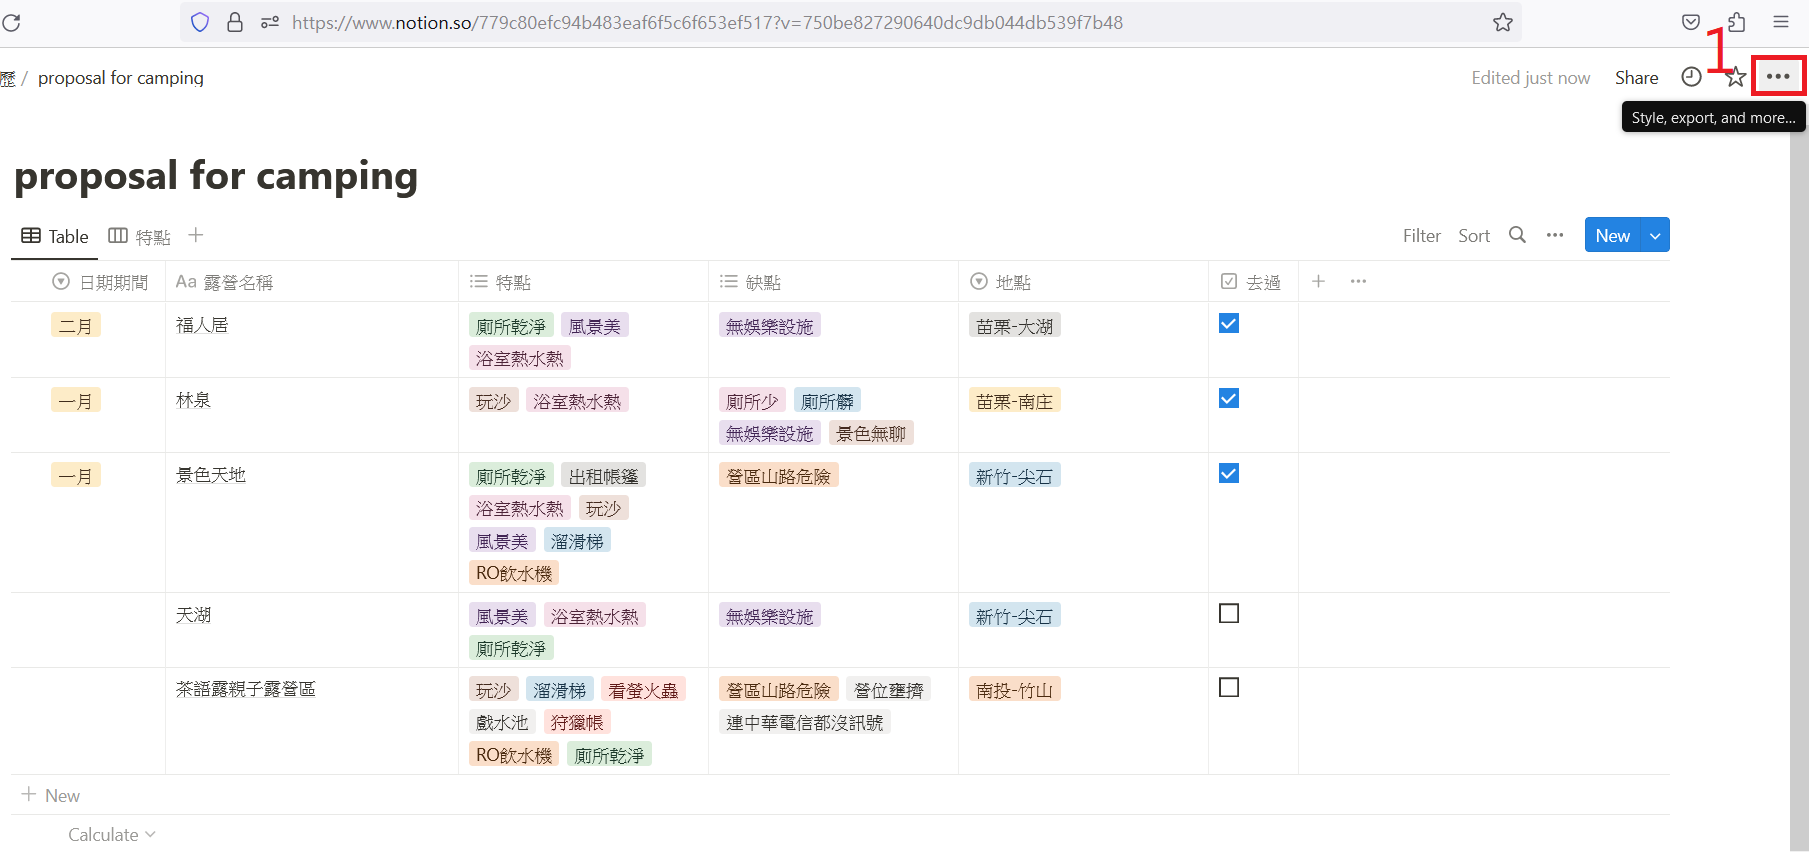 https://www.notion.so/779c80efc94b483eaf6f5c6f653ef517?v=750be827290640dc9db044db539f7b48
1
歷 / proposal for camping
Edited just now Share
Style, export, and more...
proposal for camping
Table 特點
Filter Sort New
日期期間 Aa 露營名稱 特點 缺點 地點 去過
二月 福人居 廁所乾淨 風景美 無娛樂設施 苗栗-大湖
浴室熱水熱
一月 林泉 玩沙 浴室熱水熱 廁所少 廁所髒 苗栗-南庄
無娛樂設施 景色無聊
一月 景色天地 廁所乾淨 出租帳篷 營區山路危險 新竹-尖石
浴室熱水熱 玩沙
風景美 溜滑梯
RO飲水機
天湖 風景美 浴室熱水熱 無娛樂設施 新竹-尖石
廁所乾淨
茶語露親子露營區 玩沙 溜滑梯 看螢火蟲 營區山路危險 營位壅擠 南投-竹山
戲水池 狩獵帳 連中華電信都沒訊號
RO飲水機 廁所乾淨
+ New
Calculate